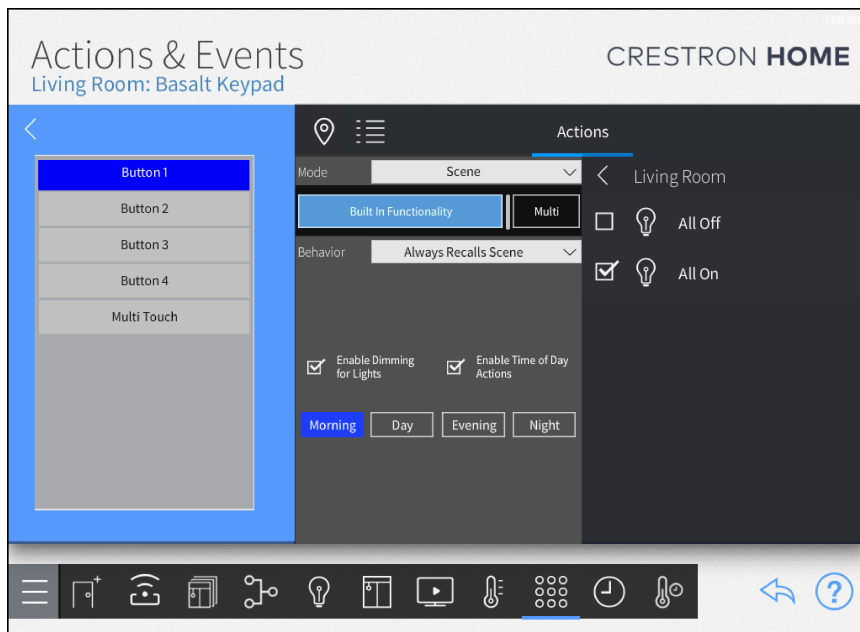 Actions & Events
CRESTRON HOME
Living Room: Basalt Keypad
Actions
Button 1
Button 2
Button 3
Button 4
Multi Touch
Mode
Scene
Built In Functionality
Multi
Behavior
Always Recalls Scene
Enable Dimming
for Lights
Enable Time of Day
Actions
Morning
Day
Evening
Night
Living Room
All Off
All On
?